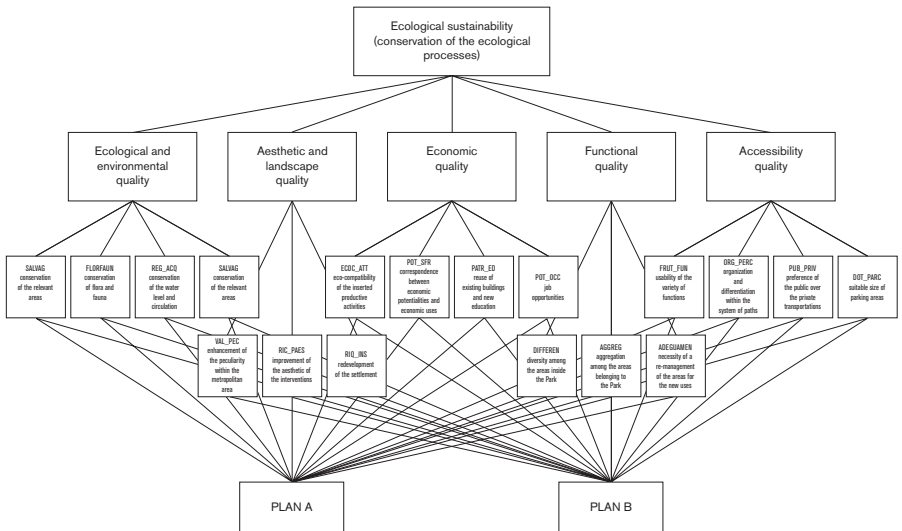 Ecological sustainability
(conservation of the ecological
processes)
Ecological and
environmental
quality
Aesthetic and
landscape
quality
Economic
quality
Functional
quality
Accessibility
quality
SALVAG
conservation
of the relevant
areas
FLORFAUN
conservation
of flora and
fauna
REG_ACQ
conservation
of the water
level and
circulation
SALVAG
conservation
of the relevant
areas
ECOC_ATT
eco-compatibility
of the inserted
productive
activities
POT_SFR
correspondence
between
economic
potentialities and
economic uses
PATR_ED
reuse of
existing buildings
and new
education
POT_OCC
job
opportunities
FRUT_FUN
usability of the
variety of
functions
ORG_PERC
organization
and
differentiation
within the
system of paths
PUB_PRIV
preference of
the public over
the private
transportations
DOT_PARC
suitable size of
parking areas
VAL_PEC
enhancement of
the peculiarity
within the
metropolitan
area
RIC_PAES
improvement of
the aesthetic of
the interventions
RIQ_INS
redevelopment
of the settlement
DIFFEREN
diversity among
the areas inside
the Park
AGGREG
aggregation
among the areas
belonging to
the Park
ADEGUAMEN
necessity of a
re-management
of the areas for
the new uses
PLAN A
PLAN B